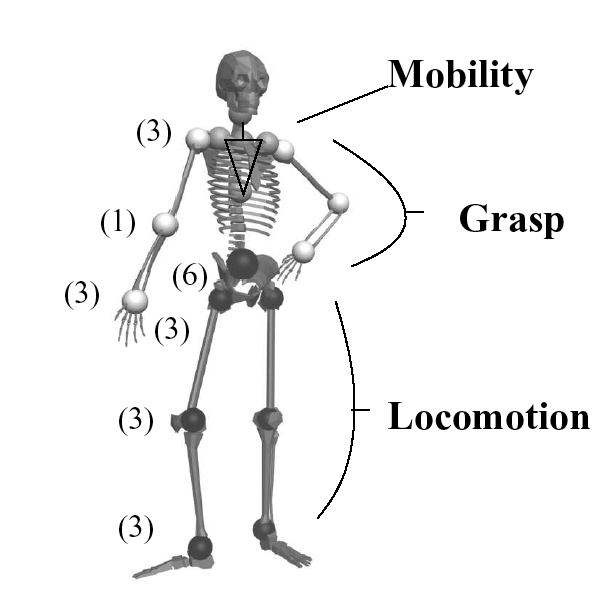 Mobility
(3)
(1)
Grasp
(6)
(3)
(3)
(3)
Locomotion
(3)